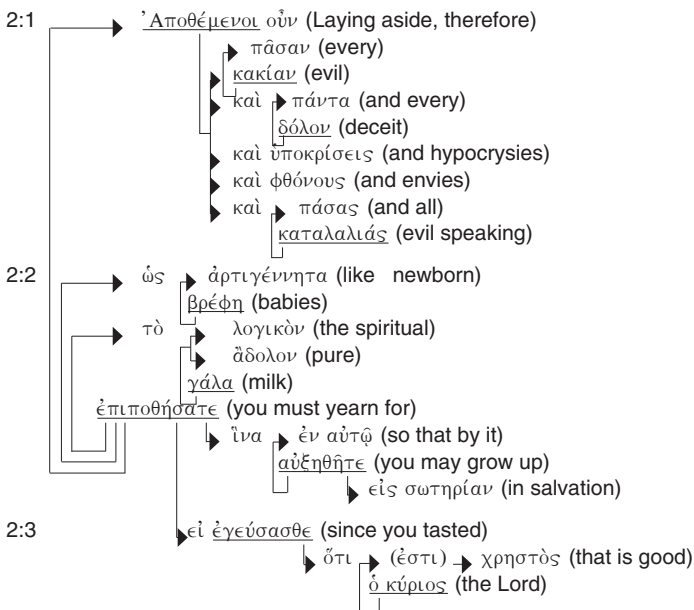 2:1 Ἀποθέμενοι οὖν (Laying aside, therefore)
πᾶσαν (every)
κακίαν (evil)
καὶ πάντα (and every)
δόλον (deceit)
καὶ ὑποκρίσεις (and hypocrysies)
καὶ φθόνους (and envies)
καὶ πάσας (and all)
καταλαλιάς (evil speaking)
2:2 ὡς ἀρτιγέννητα (like newborn)
βρέφη (babies)
τὸ λογικὸν (the spiritual)
ἄδολον (pure)
γάλα (milk)
ἐπιποθήσατε (you must yearn for)
ἵνα ἐν αὐτῷ (so that by it)
αὐξηθῆτε (you may grow up)
εἰς σωτηρίαν (in salvation)
2:3 εἰ ἐγεύσασθε (since you tasted)
ὅτι (ἐστι) χρηστὸς (that is good)
ὁ κύριος (the Lord)